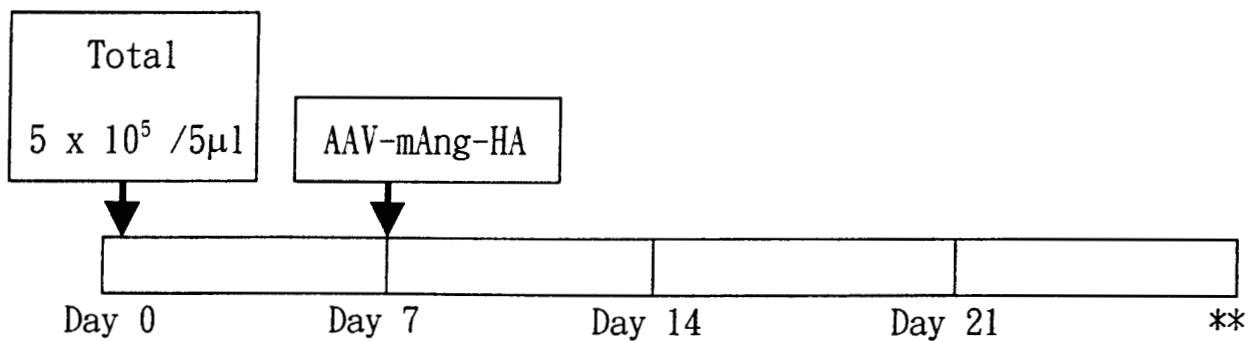 Total
5 x 10⁵ /5μl
AAV-mAng-HA
Day 0
Day 7
Day 14
Day 21
**